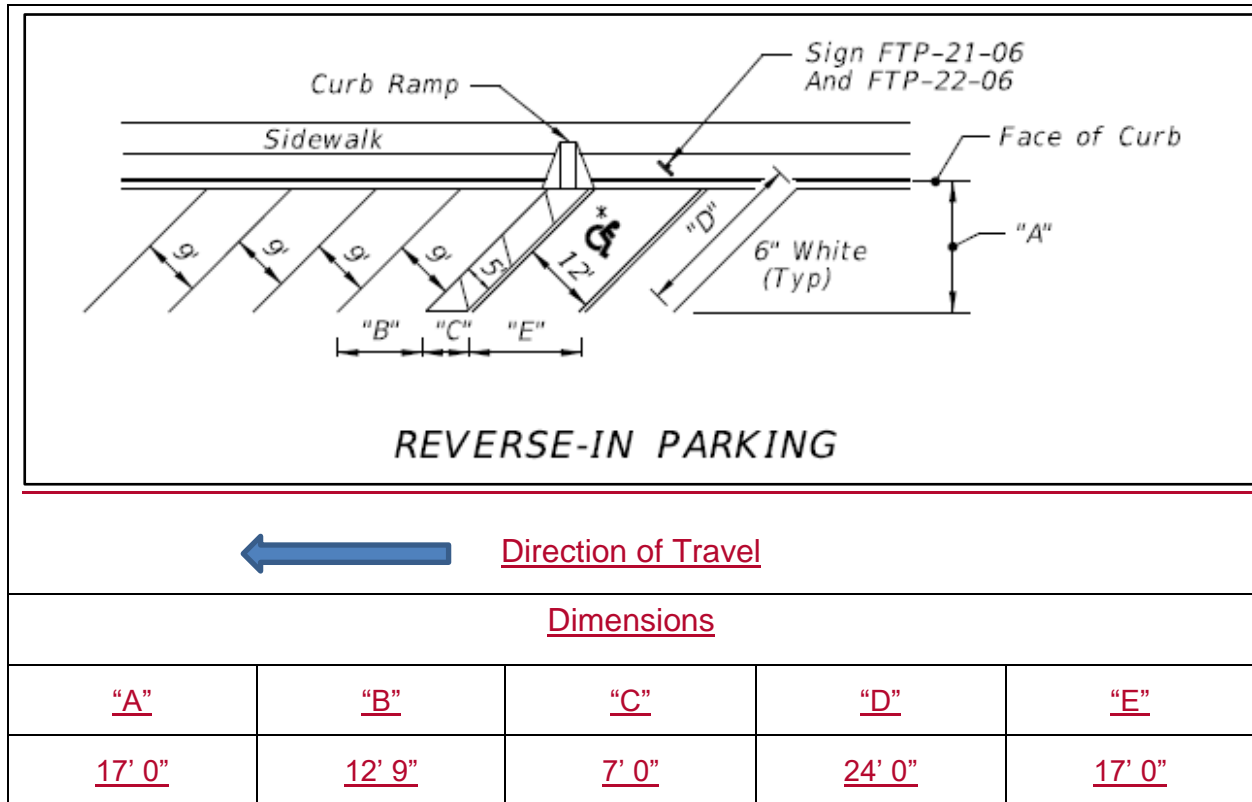 Sign FTP-21-06
And FTP-22-06
Curb Ramp
Sidewalk
Face of Curb
9'
9'
9'
9'
5'
*
12'
"D"
6" White
(Typ)
"A"
"B"
"C"
"E"
REVERSE-IN PARKING
Direction of Travel
Dimensions
“A” “B” “C” “D” “E”
17’ 0” 12’ 9” 7’ 0” 24’ 0” 17’ 0”